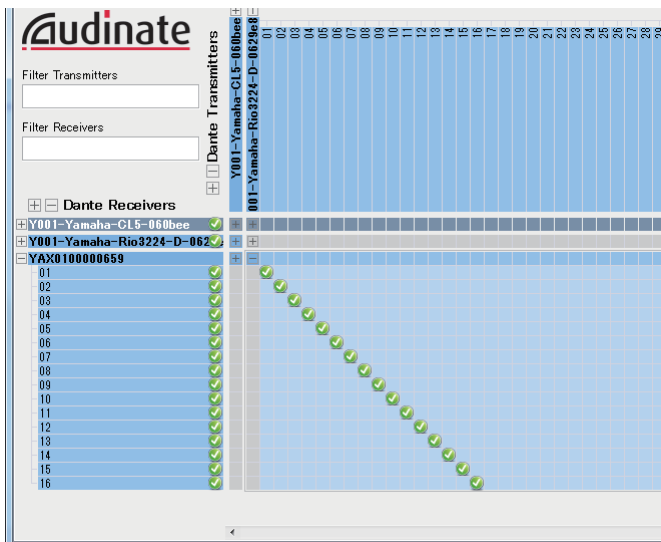 Audinate
Filter Transmitters
Filter Receivers
Dante Transmitters
Y001-Yamaha-CL5-060bee
001-Yamaha-Rio3224-D-0629e8
01 02 03 04 05 06 07 08 09 10 11 12 13 14 15 16 17 18 19 20 21 22 23 24 25 26 27 28 29
Dante Receivers
Y001-Yamaha-CL5-060bee
Y001-Yamaha-Rio3224-D-062
YAX0100000659
01
02
03
04
05
06
07
08
09
10
11
12
13
14
15
16